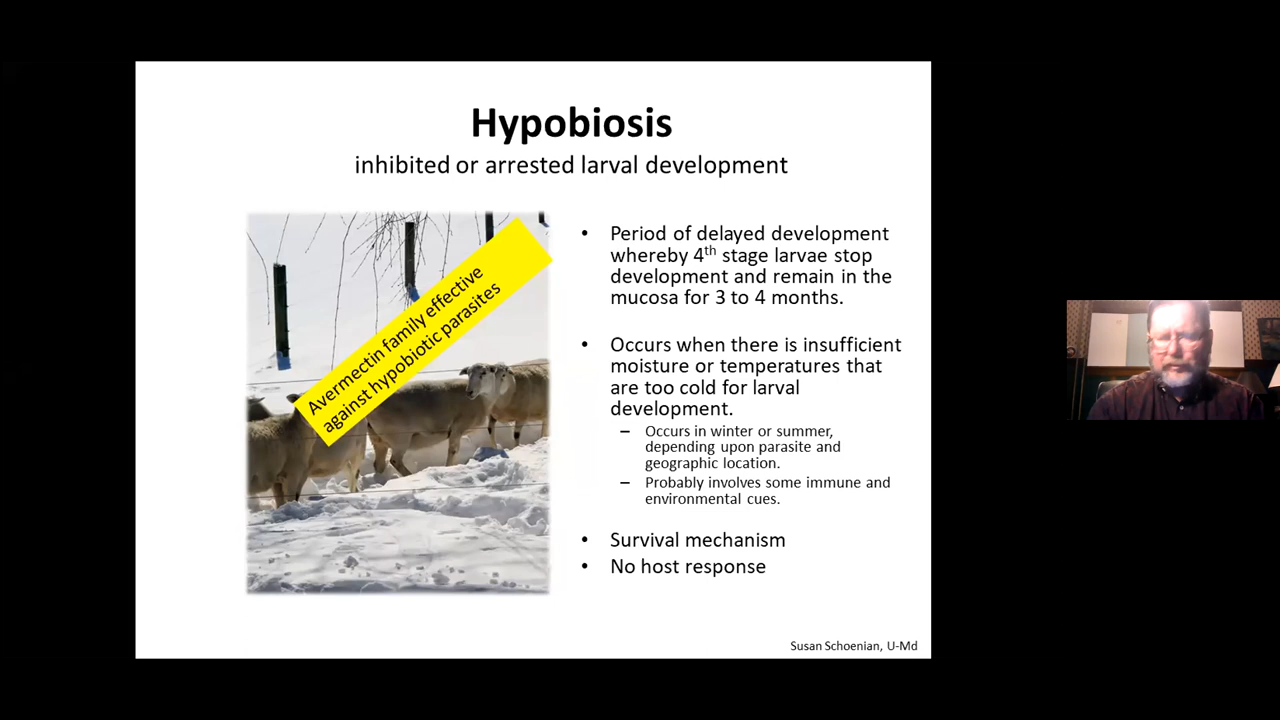 Hypobiosis
inhibited or arrested larval development
Avermectin family effective
against hypobiotic parasites
• Period of delayed development
whereby 4th stage larvae stop
development and remain in the
mucosa for 3 to 4 months.
• Occurs when there is insufficient
moisture or temperatures that
are too cold for larval
development.
– Occurs in winter or summer,
depending upon parasite and
geographic location.
– Probably involves some immune and
environmental cues.
• Survival mechanism
• No host response
Susan Schoenian, U-Md